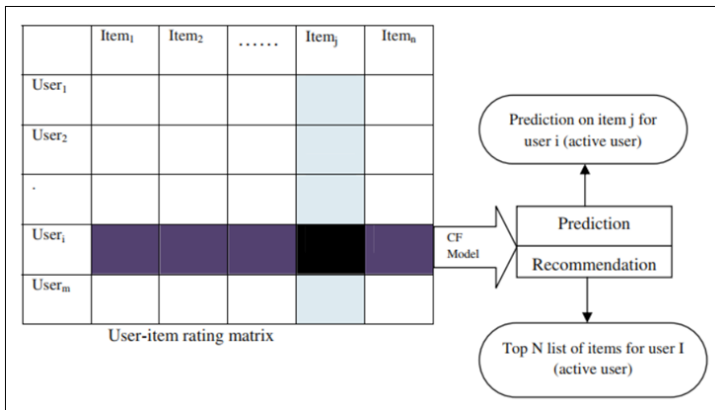 Item₁ Item₂ ...... Itemⱼ Itemₙ
User₁
User₂
.
Userᵢ
Userₘ
User-item rating matrix
CF
Model
Prediction on item j for
user i (active user)
Prediction
Recommendation
Top N list of items for user I
(active user)